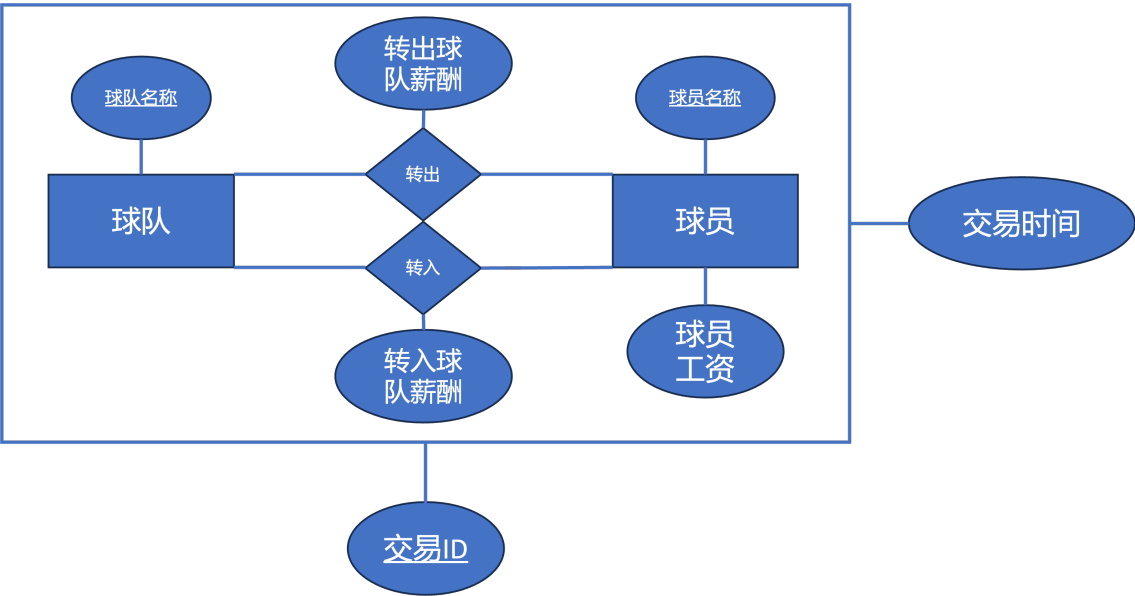 转出球
队薪酬
球队名称
球员名称
转出
球队
球员
交易时间
转入
球员
工资
转入球
队薪酬
交易ID